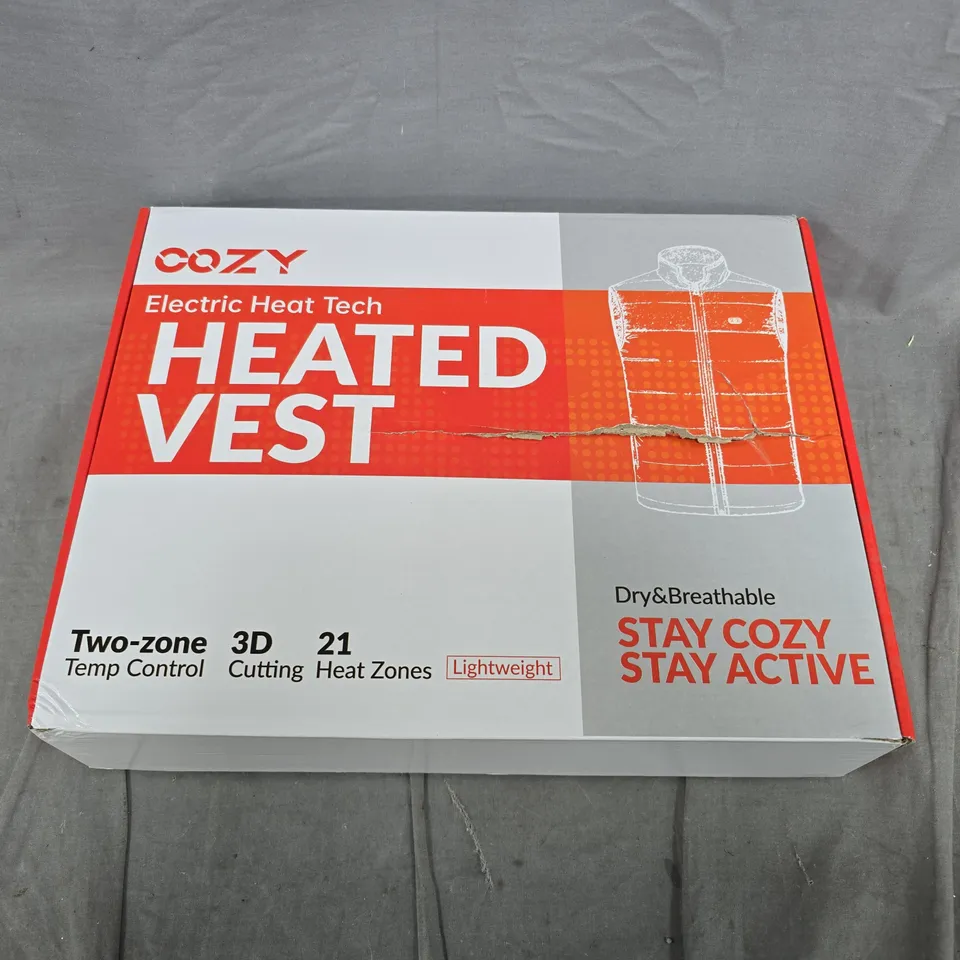 COZY
Electric Heat Tech
HEATED
VEST
Two-zone 3D 21
Temp Control Cutting Heat Zones Lightweight
Dry&Breathable
STAY COZY
STAY ACTIVE